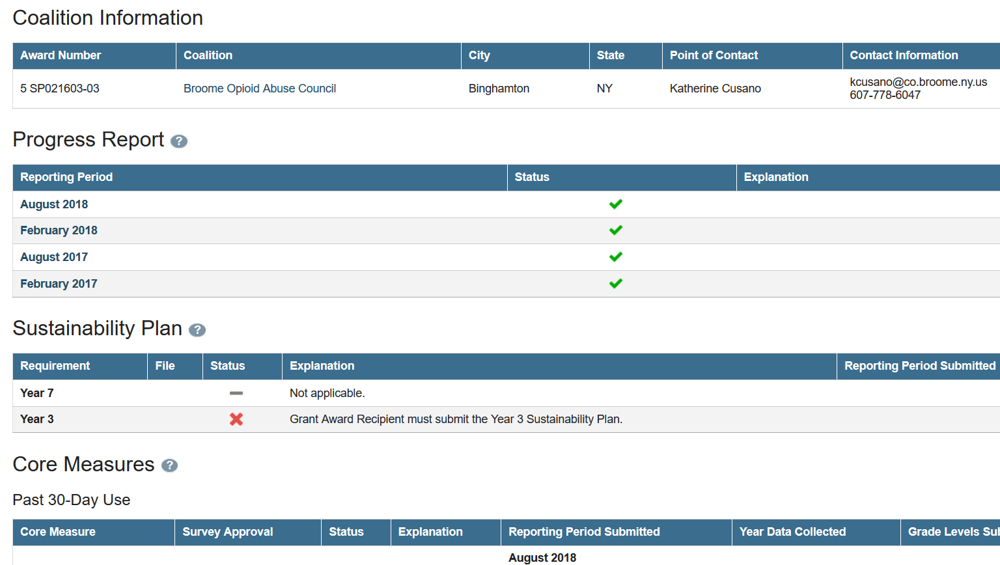 Coalition Information
Award Number Coalition City State Point of Contact Contact Information
5 SP021603-03 Broome Opioid Abuse Council Binghamton NY Katherine Cusano kcusano@co.broome.ny.us
607-778-6047
Progress Report ?
Reporting Period Status Explanation
August 2018
February 2018
August 2017
February 2017
Sustainability Plan ?
Requirement File Status Explanation Reporting Period Submitted
Year 7 Not applicable.
Year 3 Grant Award Recipient must submit the Year 3 Sustainability Plan.
Core Measures ?
Past 30-Day Use
Core Measure Survey Approval Status Explanation Reporting Period Submitted Year Data Collected Grade Levels
August 2018